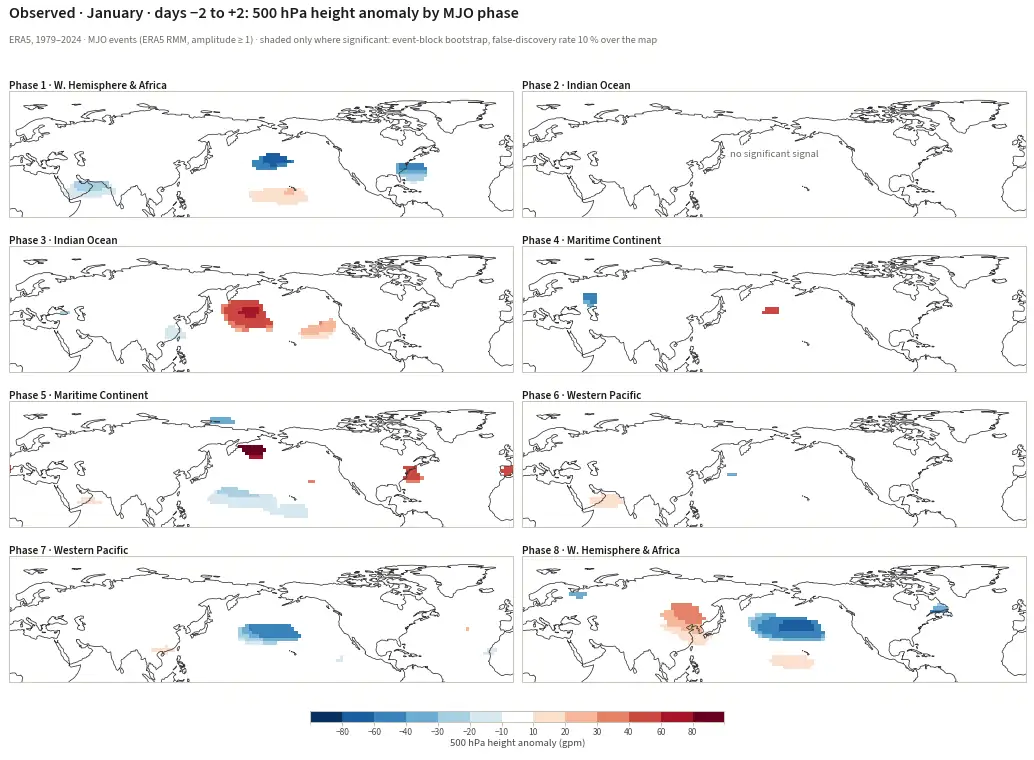 Observed · January · days −2 to +2: 500 hPa height anomaly by MJO phase
ERA5, 1979–2024 · MJO events (ERA5 RMM, amplitude ≥ 1) · shaded only where significant: event-block bootstrap, false-discovery rate 10 % over the map
Phase 1 · W. Hemisphere & Africa
Phase 2 · Indian Ocean
no significant signal
Phase 3 · Indian Ocean
Phase 4 · Maritime Continent
Phase 5 · Maritime Continent
Phase 6 · Western Pacific
Phase 7 · Western Pacific
Phase 8 · W. Hemisphere & Africa
−80 −60 −40 −30 −20 −10 10 20 30 40 60 80
500 hPa height anomaly (gpm)